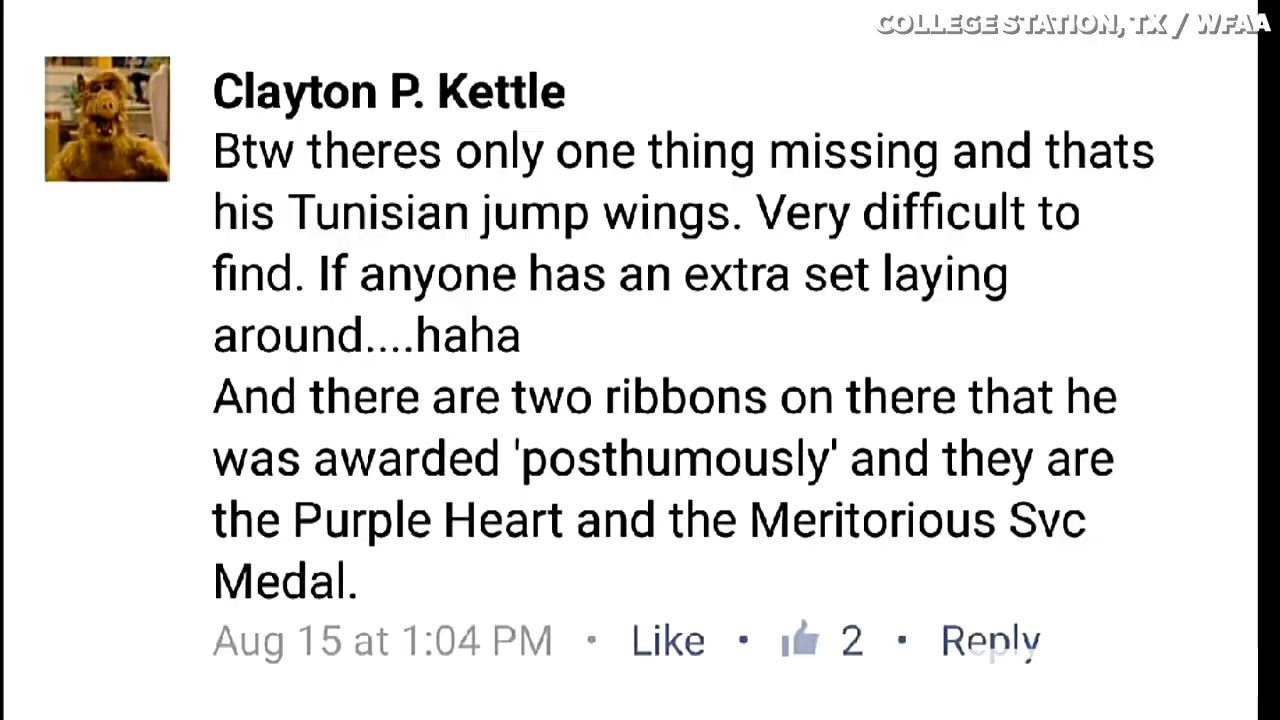 COLLEGE STATION, TX / WFAA
Clayton P. Kettle
Btw theres only one thing missing and thats
his Tunisian jump wings. Very difficult to
find. If anyone has an extra set laying
around....haha
And there are two ribbons on there that he
was awarded 'posthumously' and they are
the Purple Heart and the Meritorious Svc
Medal.
Aug 15 at 1:04 PM • Like • 2 • Reply